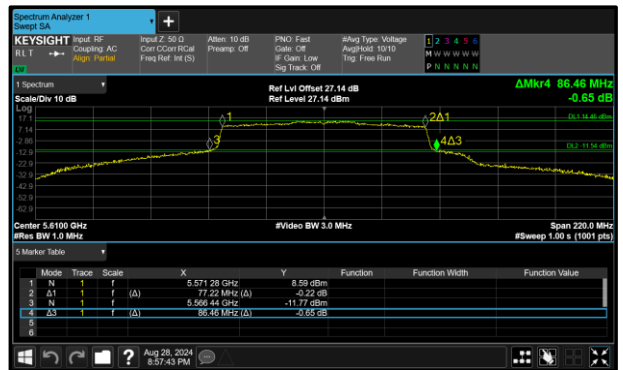 Spectrum Analyzer 1
Swept SA
KEYSIGHT Input: RF Input Z: 50 Ω Atten: 10 dB PNO: Fast #Avg Type: Voltage 1 2 3 4 5 6
RLT Coupling: AC Corr CCorr RCal Preamp: Off Gate: Off Avg|Hold: 10/10 M W W W W W
Align: Partial Freq Ref: Int (S) IF Gain: Low Trig: Free Run
Sig Track: Off P N N N N N
LXI
1 Spectrum Ref Lvl Offset 27.14 dB ΔMkr4 86.46 MHz
Scale/Div 10 dB Ref Level 27.14 dBm -0.65 dB
Log
17.1 1 2Δ1 DL1 14.46 dBm
7.14
-2.86 3 4Δ3
-12.9 DL2 -11.54 dBm
-22.9
-32.9
-42.9
-52.9
-62.9
Center 5.6100 GHz #Video BW 3.0 MHz Span 220.0 MHz
#Res BW 1.0 MHz #Sweep 1.00 s (1001 pts)
5 Marker Table
Mode Trace Scale X Y Function Function Width Function Value
1 N 1 f 5.571 28 GHz 8.59 dBm
2 Δ1 1 f (Δ) 77.22 MHz (Δ) -0.22 dB
3 N 1 f 5.566 44 GHz -11.77 dBm
4 Δ3 1 f (Δ) 86.46 MHz (Δ) -0.65 dB
5
6
? Aug 28, 2024
8:57:43 PM